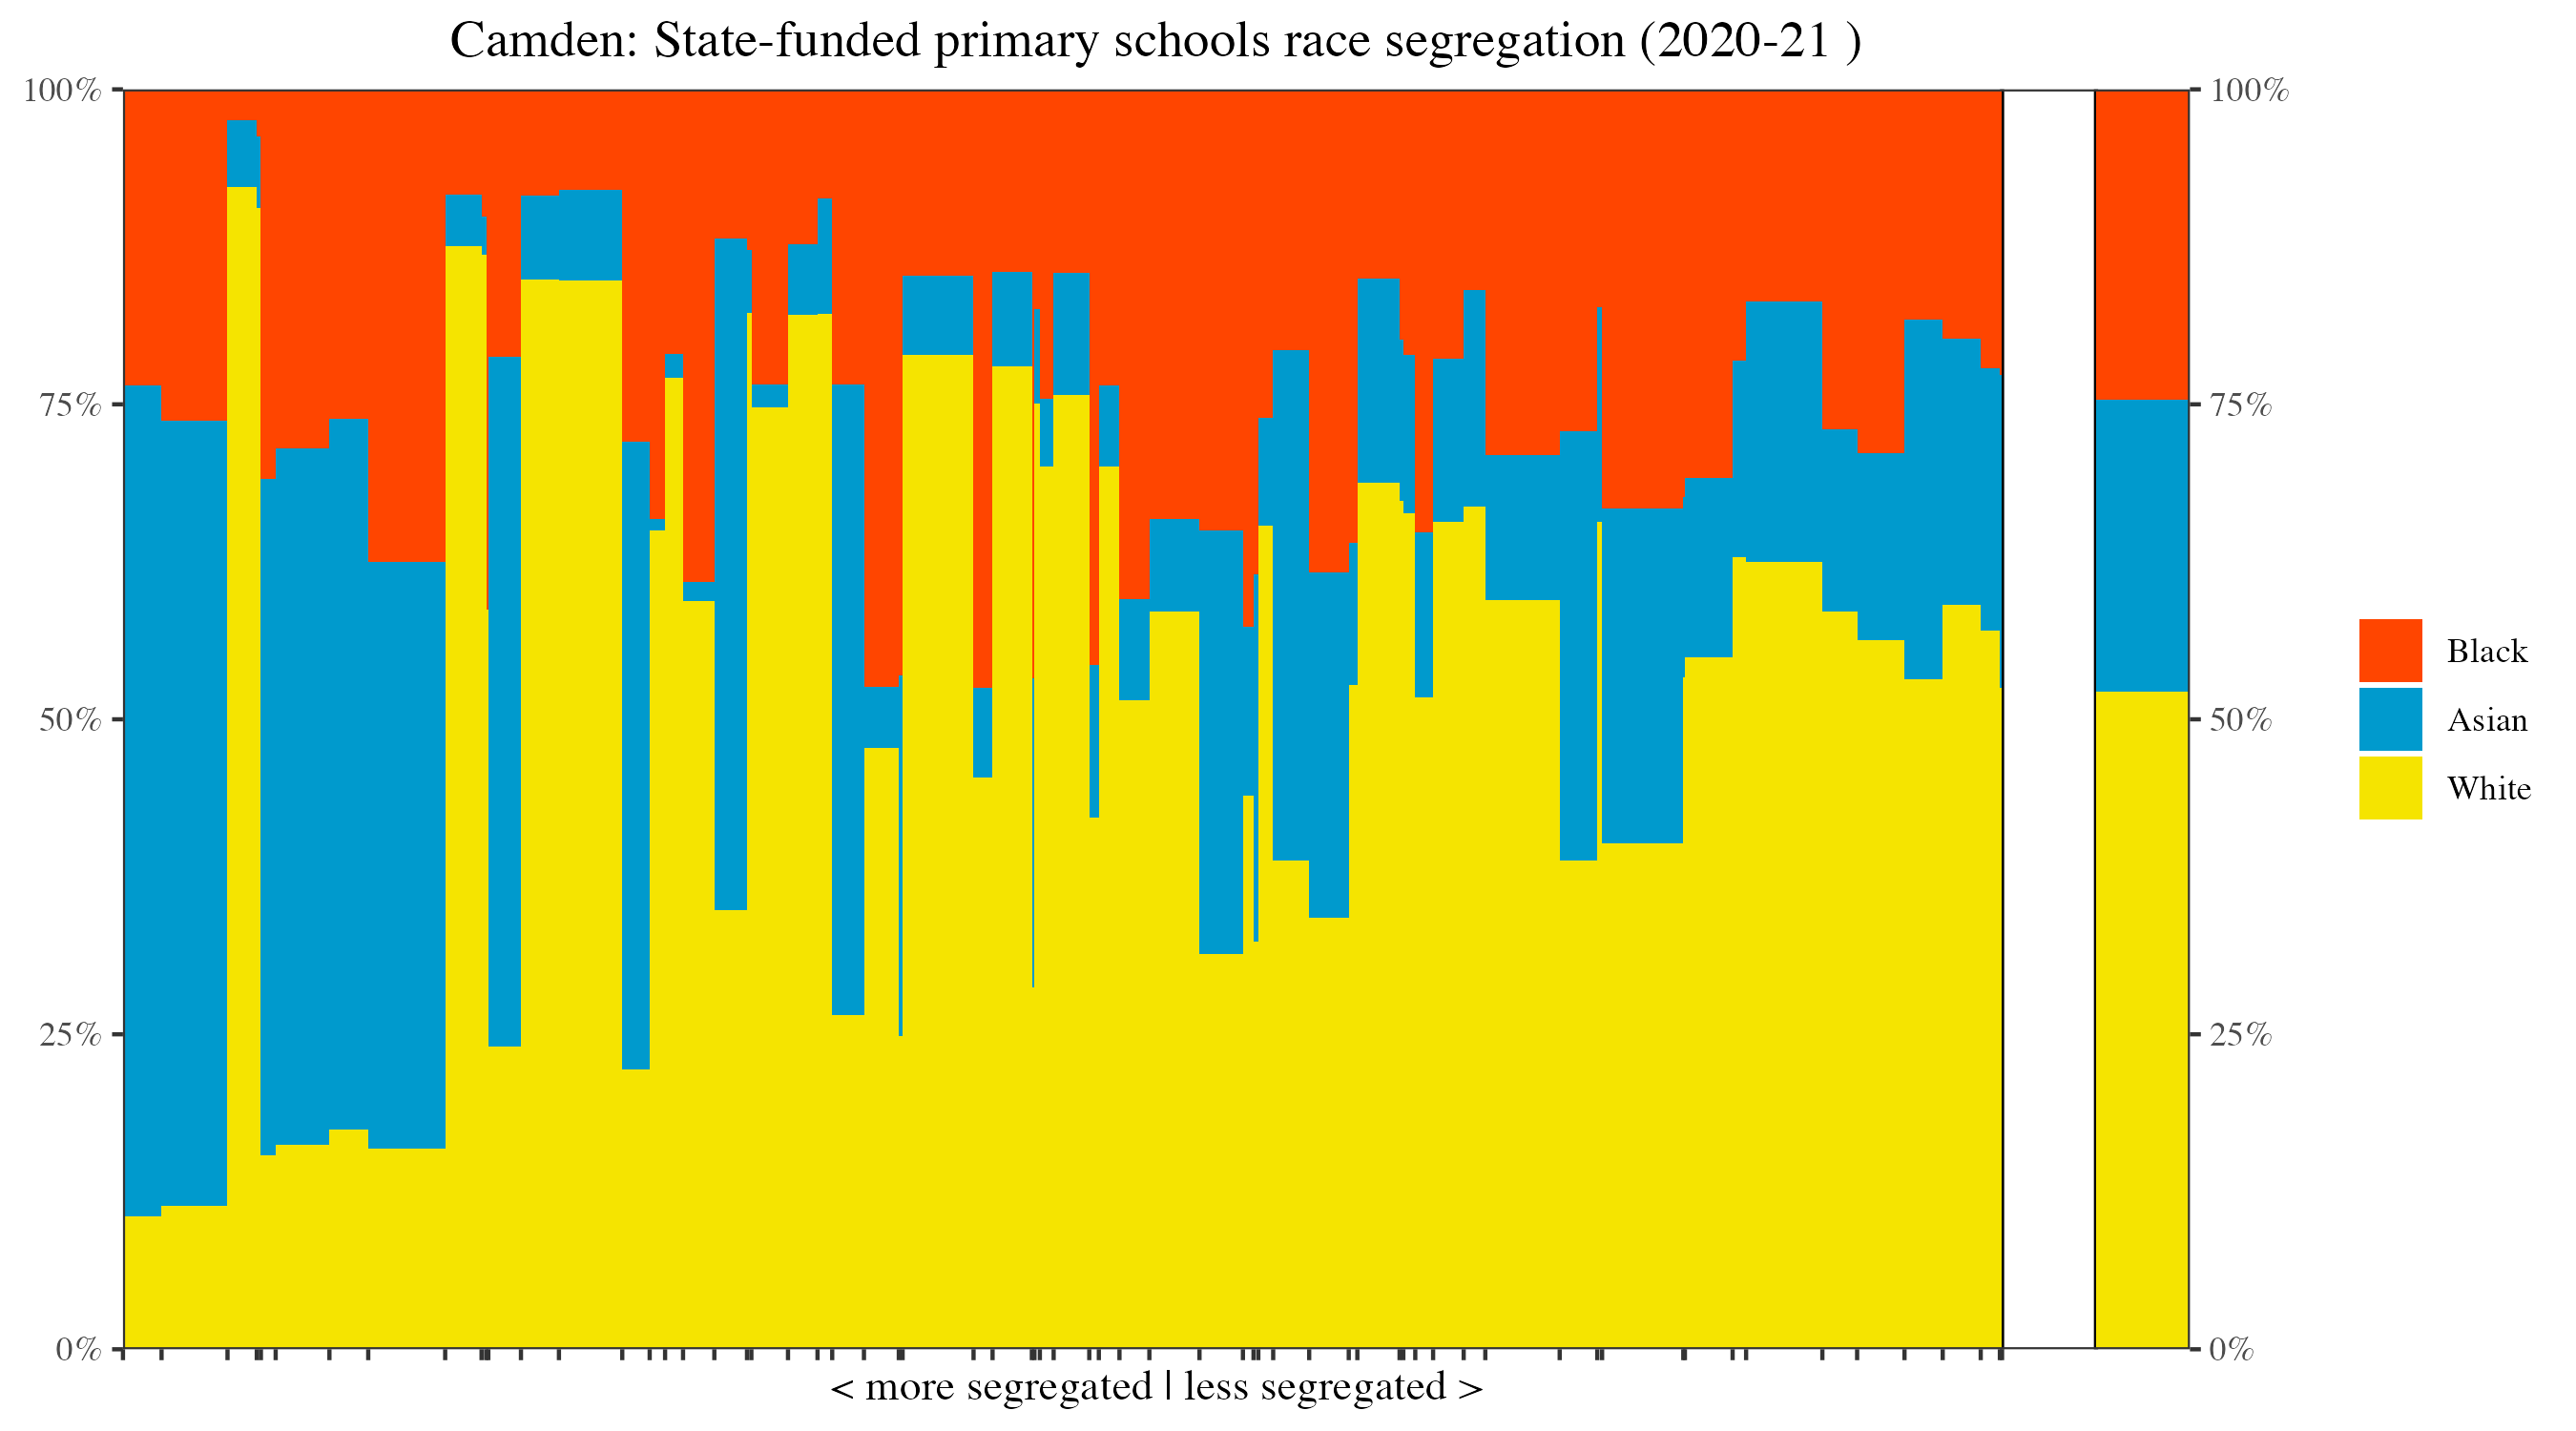 Camden: State-funded primary schools race segregation (2020-21 )
100%
75%
50%
25%
0%
100%
75%
50%
25%
0%
Black
Asian
White
< more segregated | less segregated >